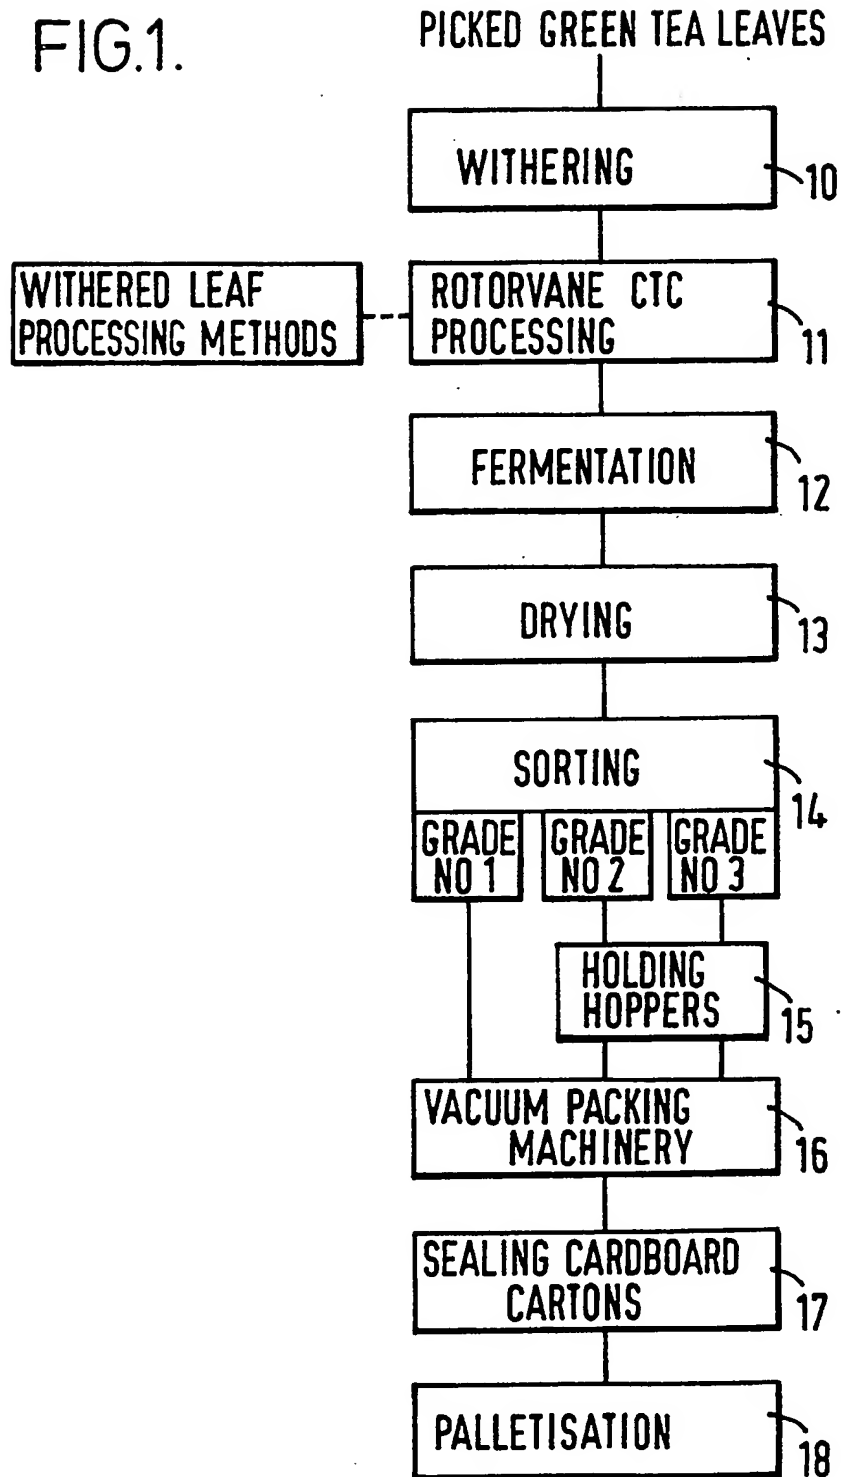 FIG.1.
PICKED GREEN TEA LEAVES
WITHERING
10
WITHERED LEAF
PROCESSING METHODS
ROTORVANE CTC
PROCESSING
11
FERMENTATION
12
DRYING
13
SORTING
14
GRADE
NO 1
GRADE
NO 2
GRADE
NO 3
HOLDING
HOPPERS
15
VACUUM PACKING
MACHINERY
16
SEALING CARDBOARD
CARTONS
17
PALLETISATION
18